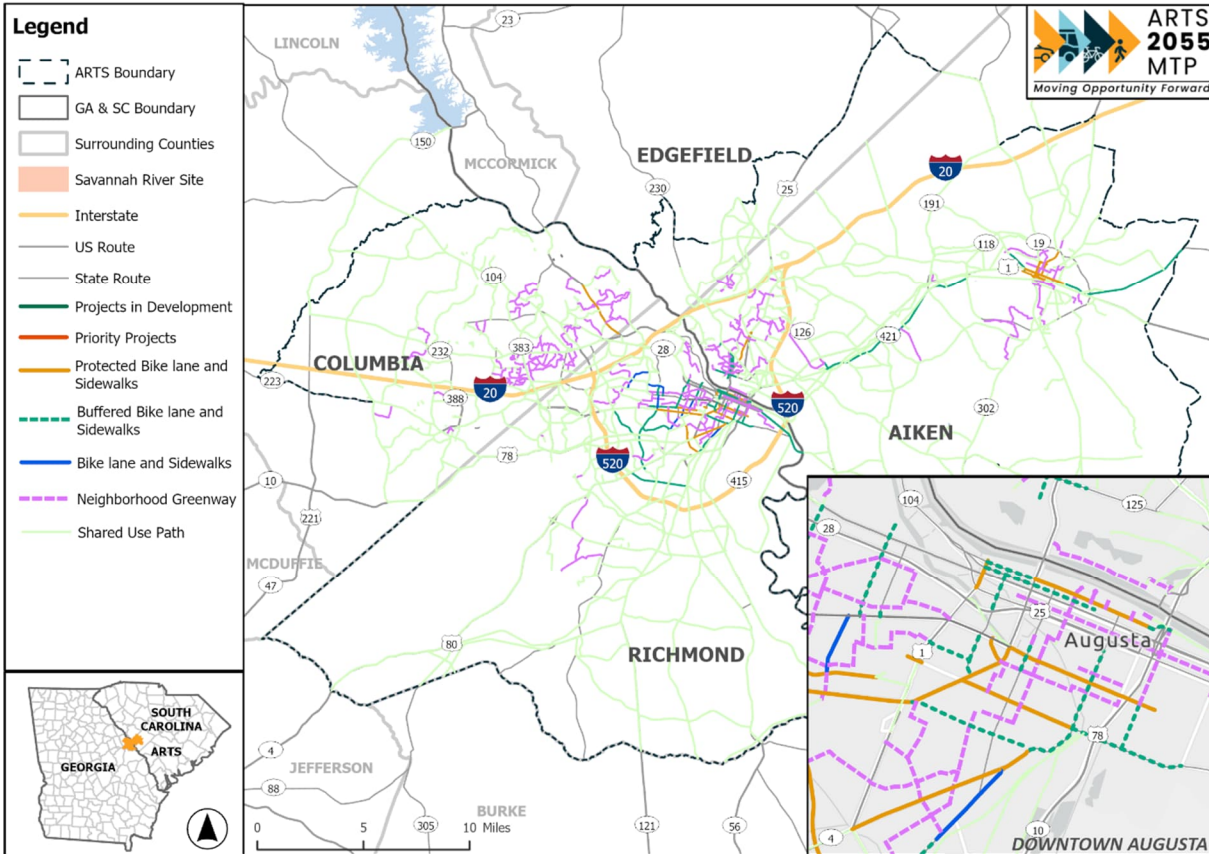 Legend
ARTS Boundary
GA & SC Boundary
Surrounding Counties
Savannah River Site
Interstate
US Route
State Route
Projects in Development
Priority Projects
Protected Bike lane and
Sidewalks
Buffered Bike lane and
Sidewalks
Bike lane and Sidewalks
Neighborhood Greenway
Shared Use Path
SOUTH
CAROLINA
ARTS
GEORGIA
ARTS
2055
MTP
Moving Opportunity Forward
23
LINCOLN
150
MCCORMICK
EDGEFIELD
20
230
25
191
118
19
1
104
126
421
232
383
28
COLUMBIA
223
20
388
520
302
AIKEN
78
520
415
10
221
MCDUFFIE
47
80
RICHMOND
4
JEFFERSON
88
BURKE
305
121
56
0
5
10 Miles
104
125
28
25
Augusta
1
78
4
10
DOWNTOWN AUGUSTA